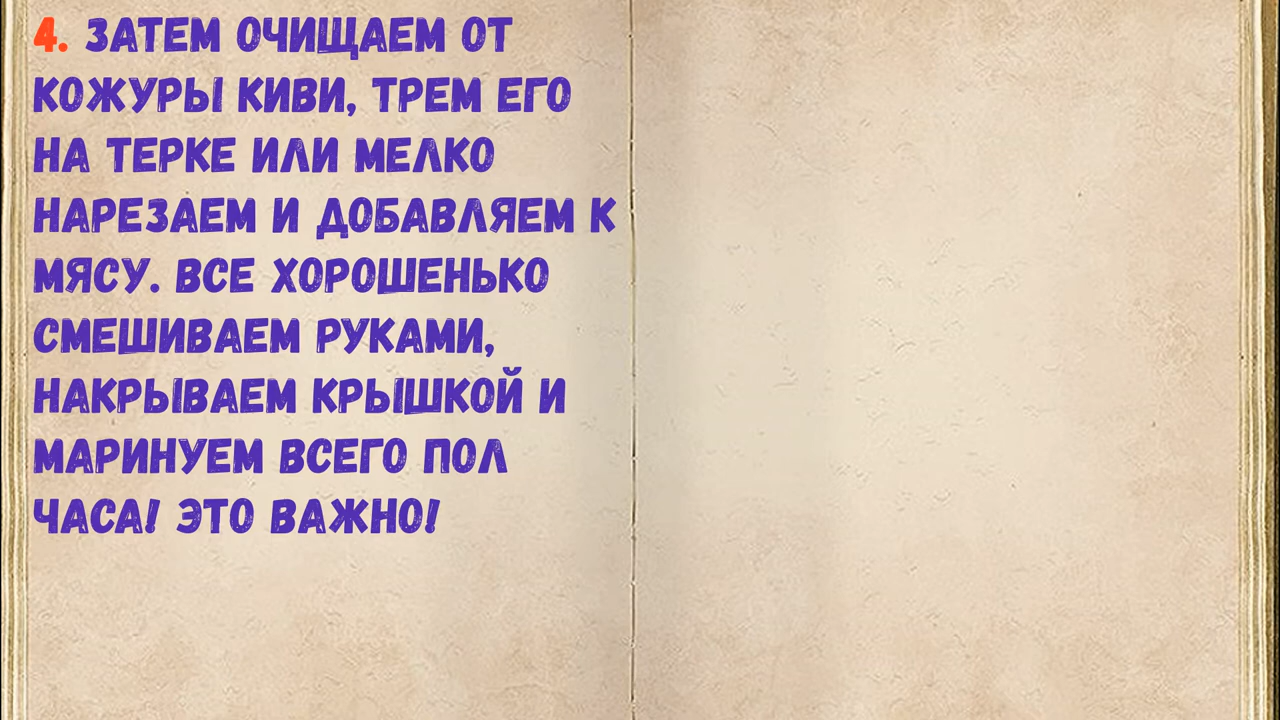 4. ЗАТЕМ ОЧИЩАЕМ ОТ
КОЖУРЫ КИВИ, ТРЕМ ЕГО
НА ТЕРКЕ ИЛИ МЕЛКО
НАРЕЗАЕМ И ДОБАВЛЯЕМ К
МЯСУ. ВСЕ ХОРОШЕНЬКО
СМЕШИВАЕМ РУКАМИ,
НАКРЫВАЕМ КРЫШКОЙ И
МАРИНУЕМ ВСЕГО ПОЛ
ЧАСА! ЭТО ВАЖНО!